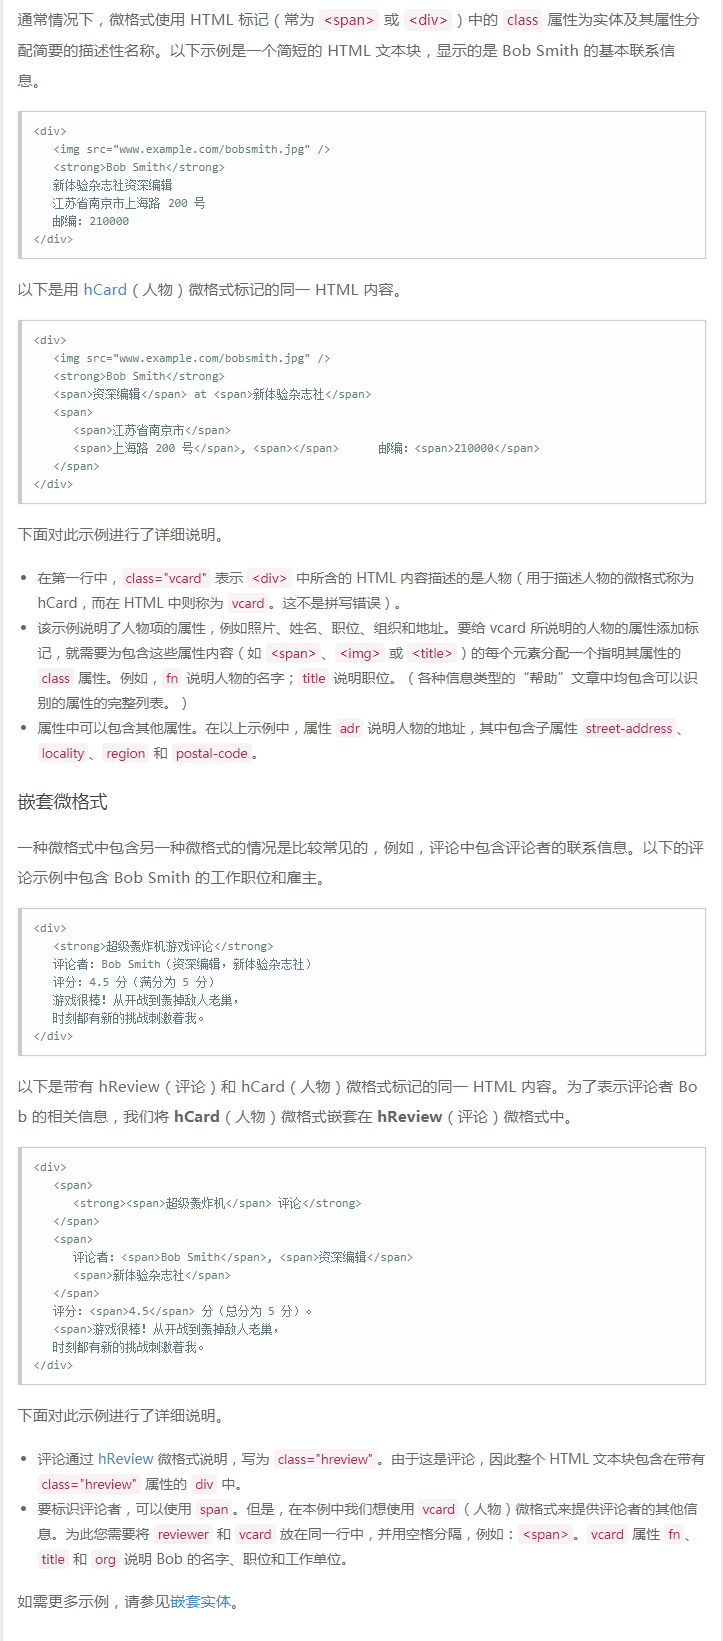 通常情况下，微格式使用 HTML 标记（常为 <span> 或 <div>）中的 class 属性为实体及其属性分
配简要的描述性名称。以下示例是一个简短的 HTML 文本块，显示的是 Bob Smith 的基本联系信
息。
<div>
<img src="www.example.com/bobsmith.jpg" />
<strong>Bob Smith</strong>
新体验杂志社资深编辑
江苏省南京市上海路 200 号
邮编：210000
</div>
以下是用 hCard（人物）微格式标记的同一 HTML 内容。
<div>
<img src="www.example.com/bobsmith.jpg" />
<strong>Bob Smith</strong>
<span>资深编辑</span> at <span>新体验杂志社</span>
<span>
<span>江苏省南京市</span>
<span>上海路 200 号</span>, <span></span> 邮编：<span>210000</span>
</span>
</div>
下面对此示例进行了详细说明。
在第一行中，class="vcard" 表示 <div> 中所含的 HTML 内容描述的是人物（用于描述人物的微格式称为
hCard，而在 HTML 中则称为 vcard。这不是拼写错误）。
该示例说明了人物项的属性，例如照片、姓名、职位、组织和地址。要给 vcard 所说明的人物的属性添加标
记，就需要为包含这些属性内容（如 <span>、<img> 或 <title>）的每个元素分配一个指明其属性的
class 属性。例如，fn 说明人物的名字；title 说明职位。（各种信息类型的“帮助”文章中均包含可以识
别的属性的完整列表。）
属性中可以包含其他属性。在以上示例中，属性 adr 说明人物的地址，其中包含子属性 street-address、
locality、region 和 postal-code。
嵌套微格式
一种微格式中包含另一种微格式的情况是比较常见的，例如，评论中包含评论者的联系信息。以下的评
论示例中包含 Bob Smith 的工作职位和雇主。
<div>
<strong>超级轰炸机游戏评论</strong>
评论者：Bob Smith（资深编辑，新体验杂志社）
评分：4.5 分（满分为 5 分）
游戏很棒！从开战到轰掉敌人老巢，
时刻都有新的挑战刺激着我。
</div>
以下是带有 hReview（评论）和 hCard（人物）微格式标记的同一 HTML 内容。为了表示评论者 Bo
b 的相关信息，我们将 hCard（人物）微格式嵌套在 hReview（评论）微格式中。
<div>
<span>
<strong><span>超级轰炸机</span> 评论</strong>
</span>
<span>
评论者：<span>Bob Smith</span>, <span>资深编辑</span>
<span>新体验杂志社</span>
</span>
评分：<span>4.5</span> 分（总分为 5 分）。
<span>游戏很棒！从开战到轰掉敌人老巢，
时刻都有新的挑战刺激着我。
</div>
下面对此示例进行了详细说明。
评论通过 hReview 微格式说明，写为 class="hreview"。由于这是评论，因此整个 HTML 文本块包含在带有
class="hreview" 属性的 div 中。
要标识评论者，可以使用 span。但是，在本例中我们想使用 vcard（人物）微格式来提供评论者的其他信
息。为此您需要将 reviewer 和 vcard 放在同一行中，并用空格分隔，例如：<span>。vcard 属性 fn、
title 和 org 说明 Bob 的名字、职位和工作单位。
如需更多示例，请参见嵌套实体。